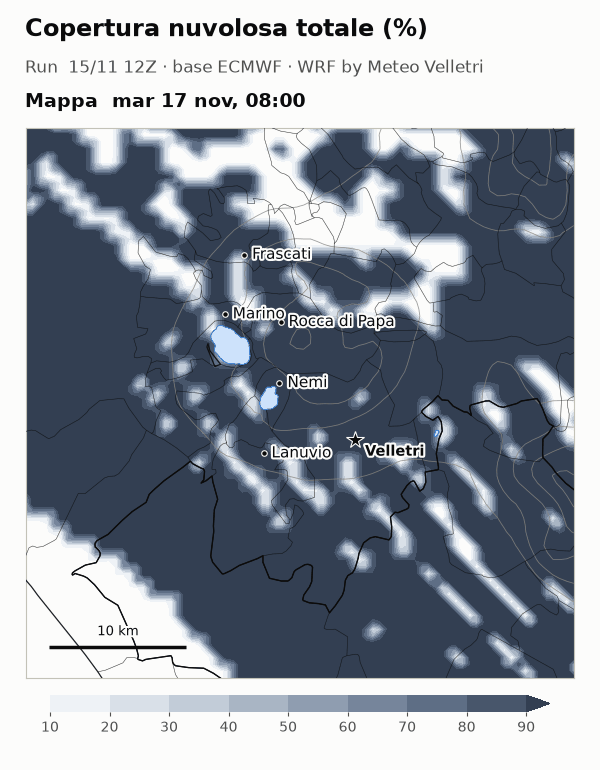 Copertura nuvolosa totale (%)
Run  15/11 12Z · base ECMWF · WRF by Meteo Velletri
Mappa  mar 17 nov, 08:00
Frascati
Marino
Rocca di Papa
Nemi
Velletri
Lanuvio
10 km
10 20 30 40 50 60 70 80 90